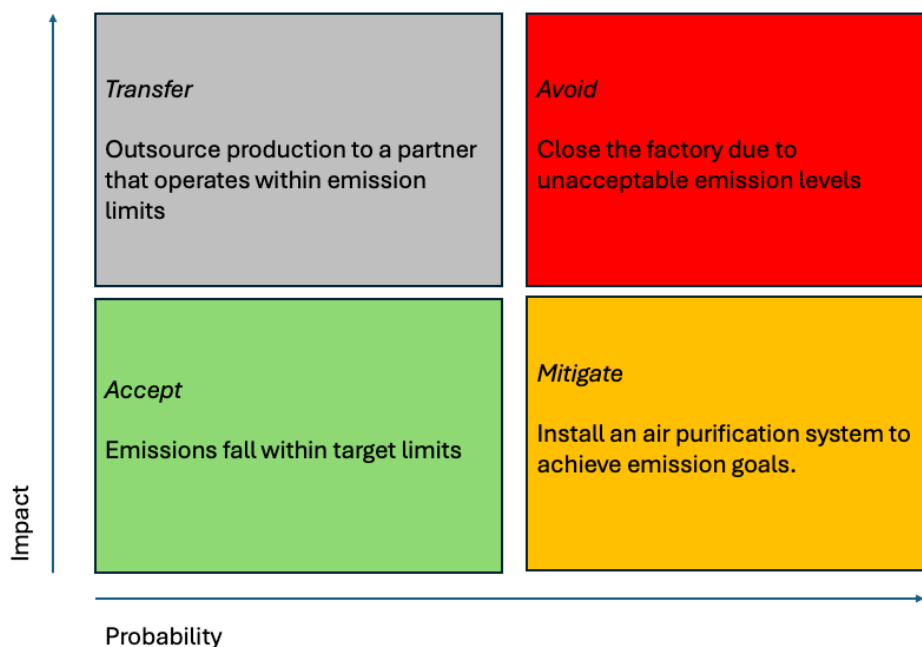 Transfer
Outsource production to a partner
that operates within emission
limits
Avoid
Close the factory due to
unacceptable emission levels
Accept
Emissions fall within target limits
Mitigate
Install an air purification system to
achieve emission goals.
Impact
Probability